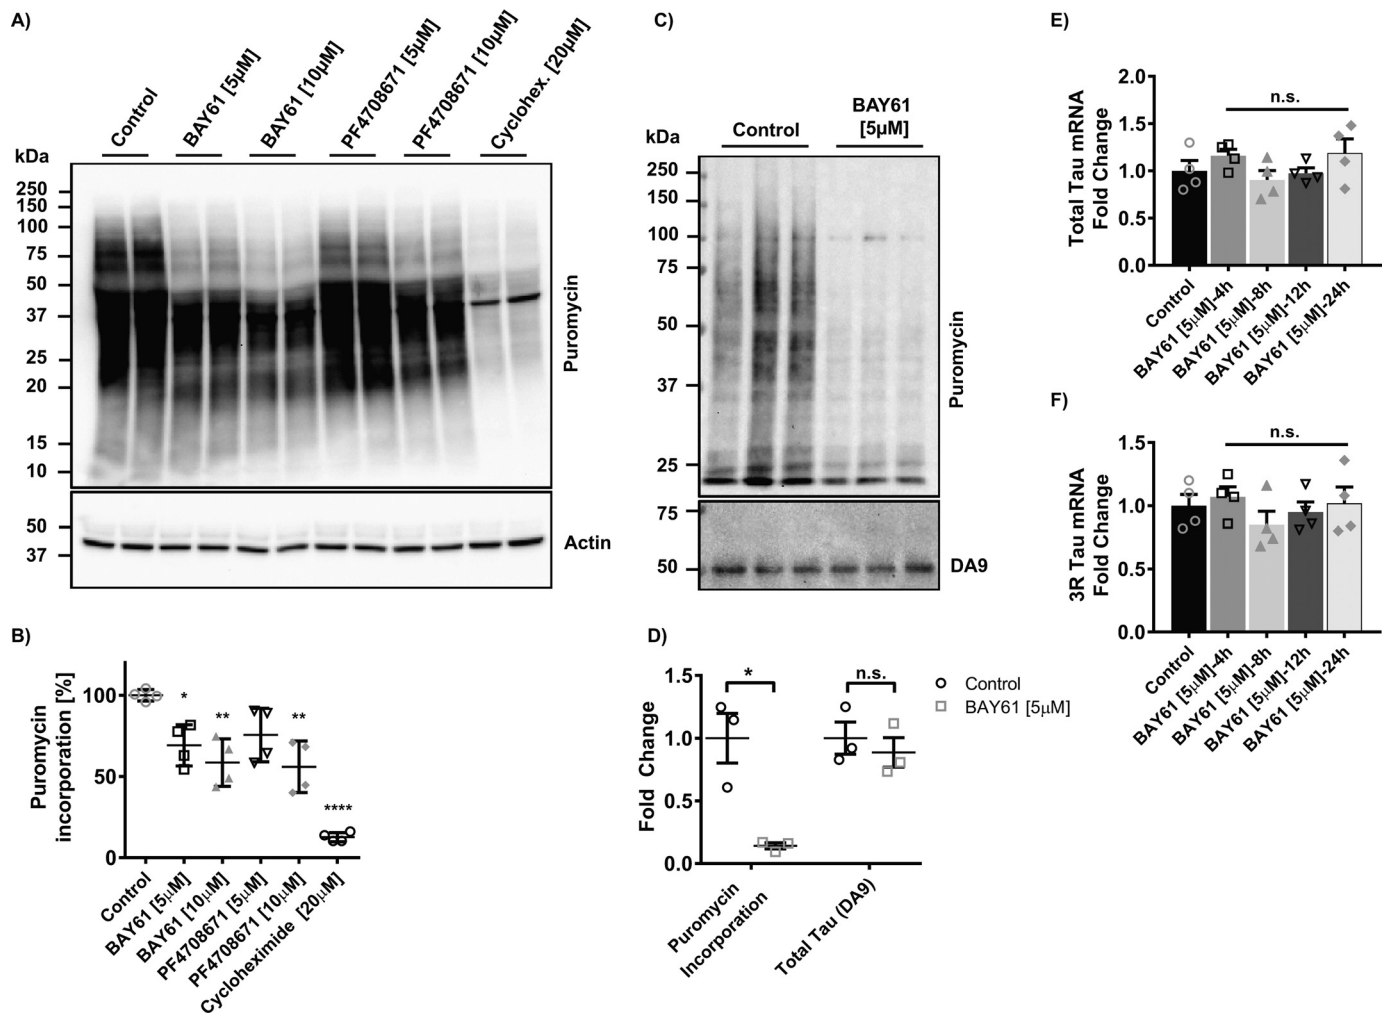 A)
Control
BAY61 [5µM]
BAY61 [10µM]
PF4708671 [5µM]
PF4708671 [10µM]
Cyclohex. [20µM]
kDa
250
150
100
75
50
37
25
20
15
10
Puromycin
50
37
Actin
B)
Puromycin
incorporation [%]
100
50
0
*
**
**
****
Control
BAY61 [5µM]
BAY61 [10µM]
PF4708671 [5µM]
PF4708671 [10µM]
Cycloheximide [20µM]
C)
kDa
Control
BAY61
[5µM]
250
150
100
75
50
37
25
Puromycin
75
50
DA9
D)
Fold Change
1.5
1.0
0.5
0.0
*
n.s.
Control
BAY61 [5µM]
Puromycin
Incorporation
Total Tau (DA9)
E)
Total Tau mRNA
Fold Change
2.0
1.5
1.0
0.5
0.0
n.s.
Control
BAY61 [5µM]-4h
BAY61 [5µM]-8h
BAY61 [5µM]-12h
BAY61 [5µM]-24h
F)
3R Tau mRNA
Fold Change
1.5
1.0
0.5
0.0
n.s.
Control
BAY61 [5µM]-4h
BAY61 [5µM]-8h
BAY61 [5µM]-12h
BAY61 [5µM]-24h